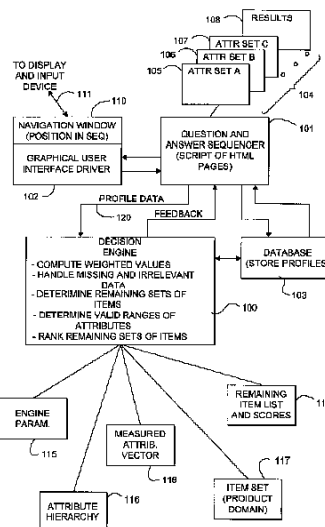 108
RESULTS
107
ATTR SET C
106
ATTR SET B
105
ATTR SET A
104
TO DISPLAY
AND INPUT
DEVICE
111
110
101
NAVIGATION WINDOW
(POSITION IN SEQ)
GRAPHICAL USER
INTERFACE DRIVER
102
QUESTION AND
ANSWER SEQUENCER
(SCRIPT OF HTML
PAGES)
PROFILE DATA
120
FEEDBACK
DECISION
ENGINE
- COMPUTE WEIGHTED VALUES
- HANDLE MISSING AND IRRELEVANT
DATA
- DETERMINE REMAINING SETS OF
ITEMS
- DETERMINE VALID RANGES OF
ATTRIBUTES
- RANK REMAINING SETS OF ITEMS
100
DATABASE
(STORE PROFILES)
103
REMAINING
ITEM LIST
AND SCORES
ENGINE
PARAM.
115
MEASURED
ATTRIB.
VECTOR
118
117
ATTRIBUTE
HIERARCHY
116
ITEM SET
(PRODUCT
DOMAIN)